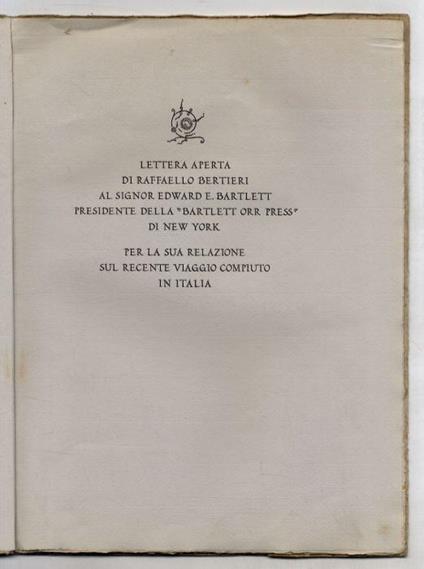 LETTERA APERTA
DI RAFFAELLO BERTIERI
AL SIGNOR EDWARD E. BARTLETT
PRESIDENTE DELLA "BARTLETT ORR PRESS"
DI NEW YORK
PER LA SUA RELAZIONE
SUL RECENTE VIAGGIO COMPIUTO
IN ITALIA